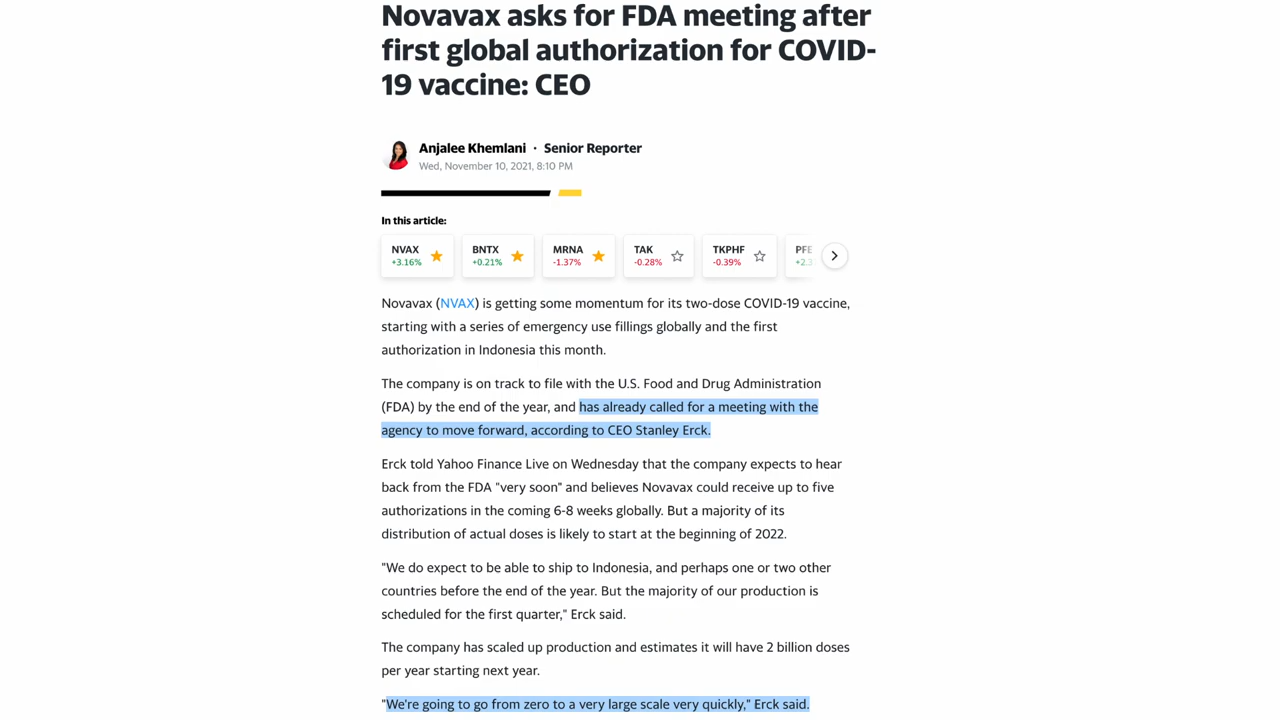 Novavax asks for FDA meeting after
first global authorization for COVID-
19 vaccine: CEO
Anjalee Khemlani · Senior Reporter
Wed, November 10, 2021, 8:10 PM
In this article:
NVAX BNTX MRNA TAK TKPHF PFE
+3.16% +0.21% -1.37% -0.28% -0.39% +2.3
Novavax (NVAX) is getting some momentum for its two-dose COVID-19 vaccine,
starting with a series of emergency use fillings globally and the first
authorization in Indonesia this month.
The company is on track to file with the U.S. Food and Drug Administration
(FDA) by the end of the year, and has already called for a meeting with the
agency to move forward, according to CEO Stanley Erck.
Erck told Yahoo Finance Live on Wednesday that the company expects to hear
back from the FDA "very soon" and believes Novavax could receive up to five
authorizations in the coming 6-8 weeks globally. But a majority of its
distribution of actual doses is likely to start at the beginning of 2022.
"We do expect to be able to ship to Indonesia, and perhaps one or two other
countries before the end of the year. But the majority of our production is
scheduled for the first quarter," Erck said.
The company has scaled up production and estimates it will have 2 billion doses
per year starting next year.
"We're going to go from zero to a very large scale very quickly," Erck said.